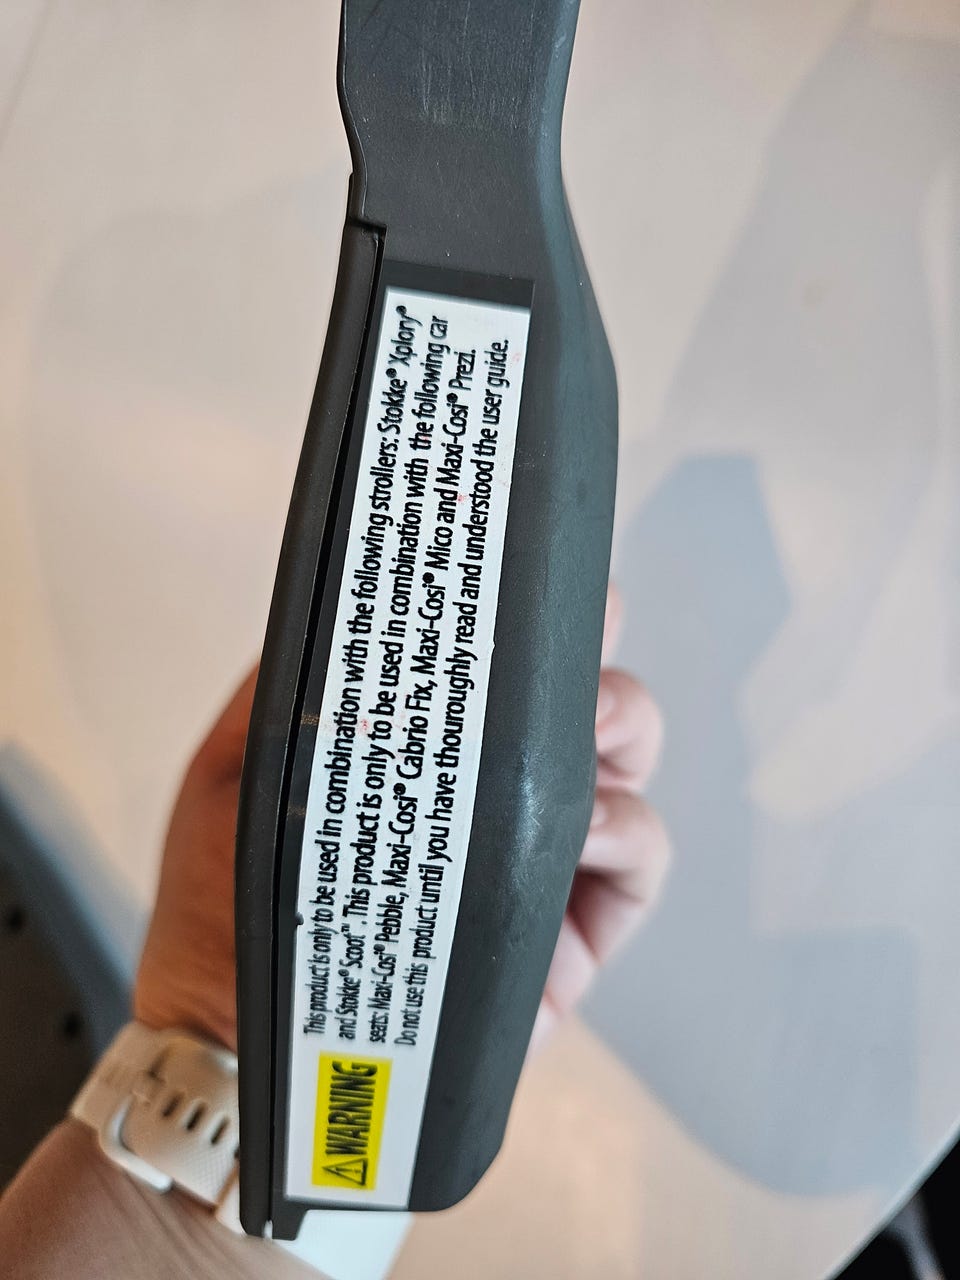 ⚠WARNING
This product is only to be used in combination with the following strollers: Stokke® Xplory®
and Stokke® Scoot™. This product is only to be used in combination with the following car
seats: Maxi-Cosi® Pebble, Maxi-Cosi® Cabrio Fix, Maxi-Cosi® Mico and Maxi-Cosi® Prezi.
Do not use this product until you have thouroughly read and understood the user guide.